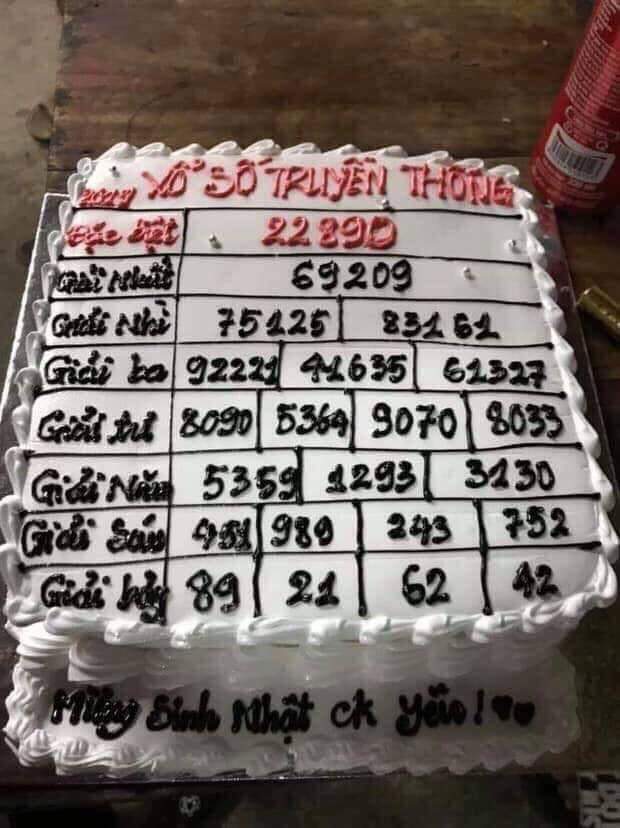 XỔ SỐ TRUYỀN THỐNG
Đặc biệt 22890
Giải Nhất 69209
Giải Nhì 75125 83161
Giải ba 92221 41635 61327
Giải tư 8090 5364 9070 8033
Giải Năm 5359 1293 3130
Giải Sáu 451 989 243 752
Giải bảy 89 21 62 42
Mừng Sinh Nhật ck yêu! ♥♥